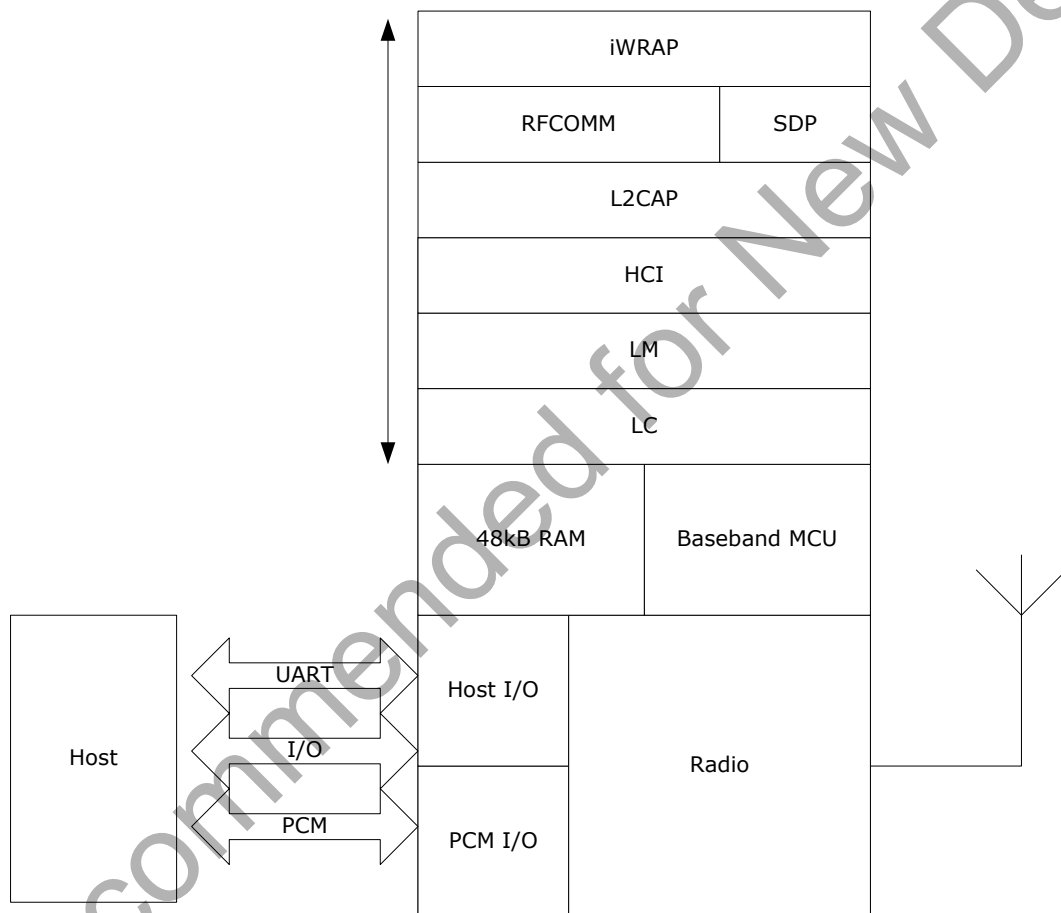 iWRAP
RFCOMM
SDP
L2CAP
HCI
LM
LC
48kB RAM
Baseband MCU
UART
Host I/O
Host
I/O
Radio
PCM
PCM I/O
commended for New De